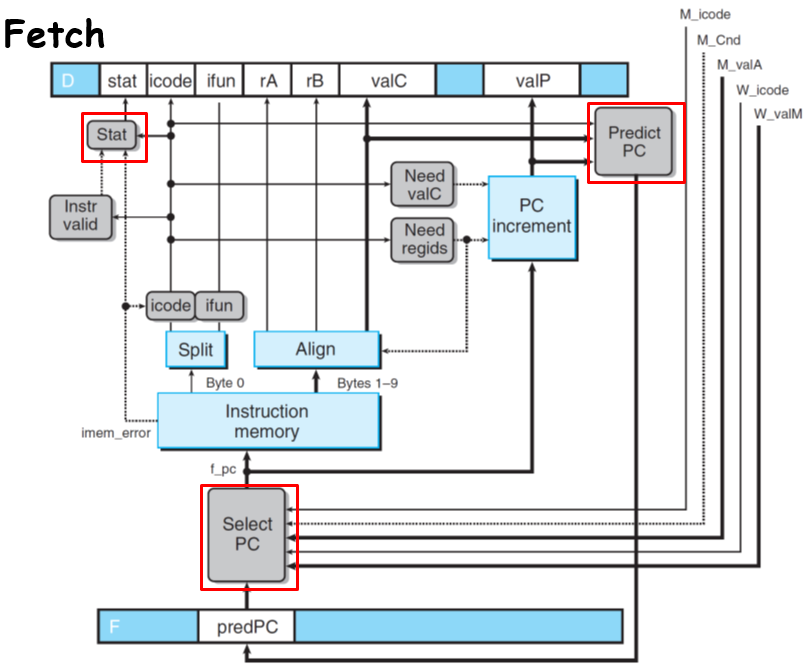 Fetch
M_icode
M_Cnd
M_valA
W_icode
W_valM
D stat icode ifun rA rB valC valP
Stat
Predict
PC
Need
valC
Instr
valid
PC
increment
Need
regids
icode ifun
Split
Align
Byte 0
Bytes 1–9
Instruction
memory
imem_error
f_pc
Select
PC
F predPC